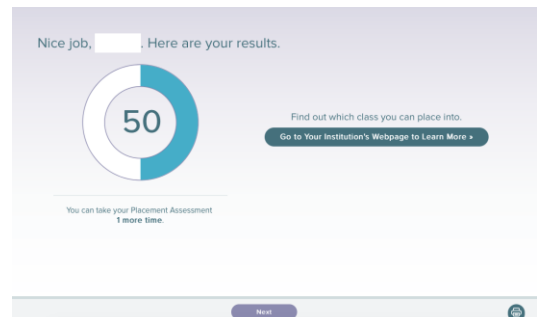 Nice job, . Here are your results.
50
Find out which class you can place into.
Go to Your Institution's Webpage to Learn More »
You can take your Placement Assessment
1 more time.
Next